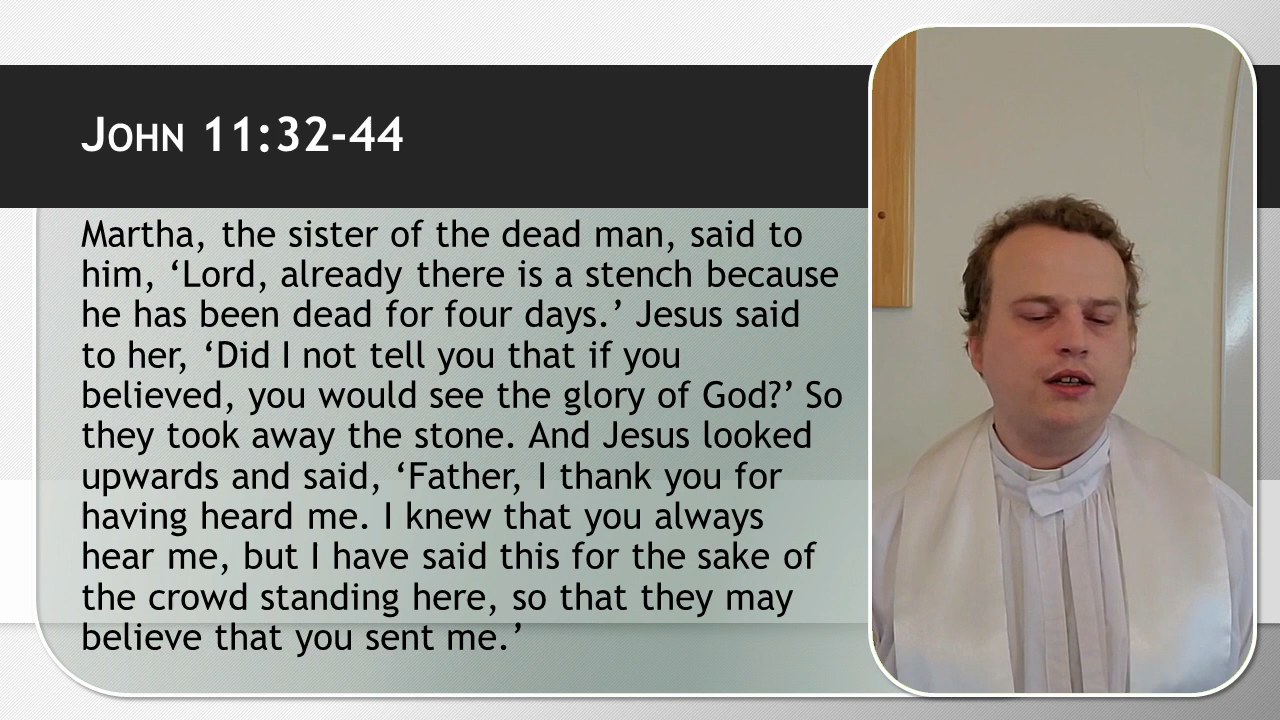 John 11:32-44
Martha, the sister of the dead man, said to
him, ‘Lord, already there is a stench because
he has been dead for four days.’ Jesus said
to her, ‘Did I not tell you that if you
believed, you would see the glory of God?’ So
they took away the stone. And Jesus looked
upwards and said, ‘Father, I thank you for
having heard me. I knew that you always
hear me, but I have said this for the sake of
the crowd standing here, so that they may
believe that you sent me.’